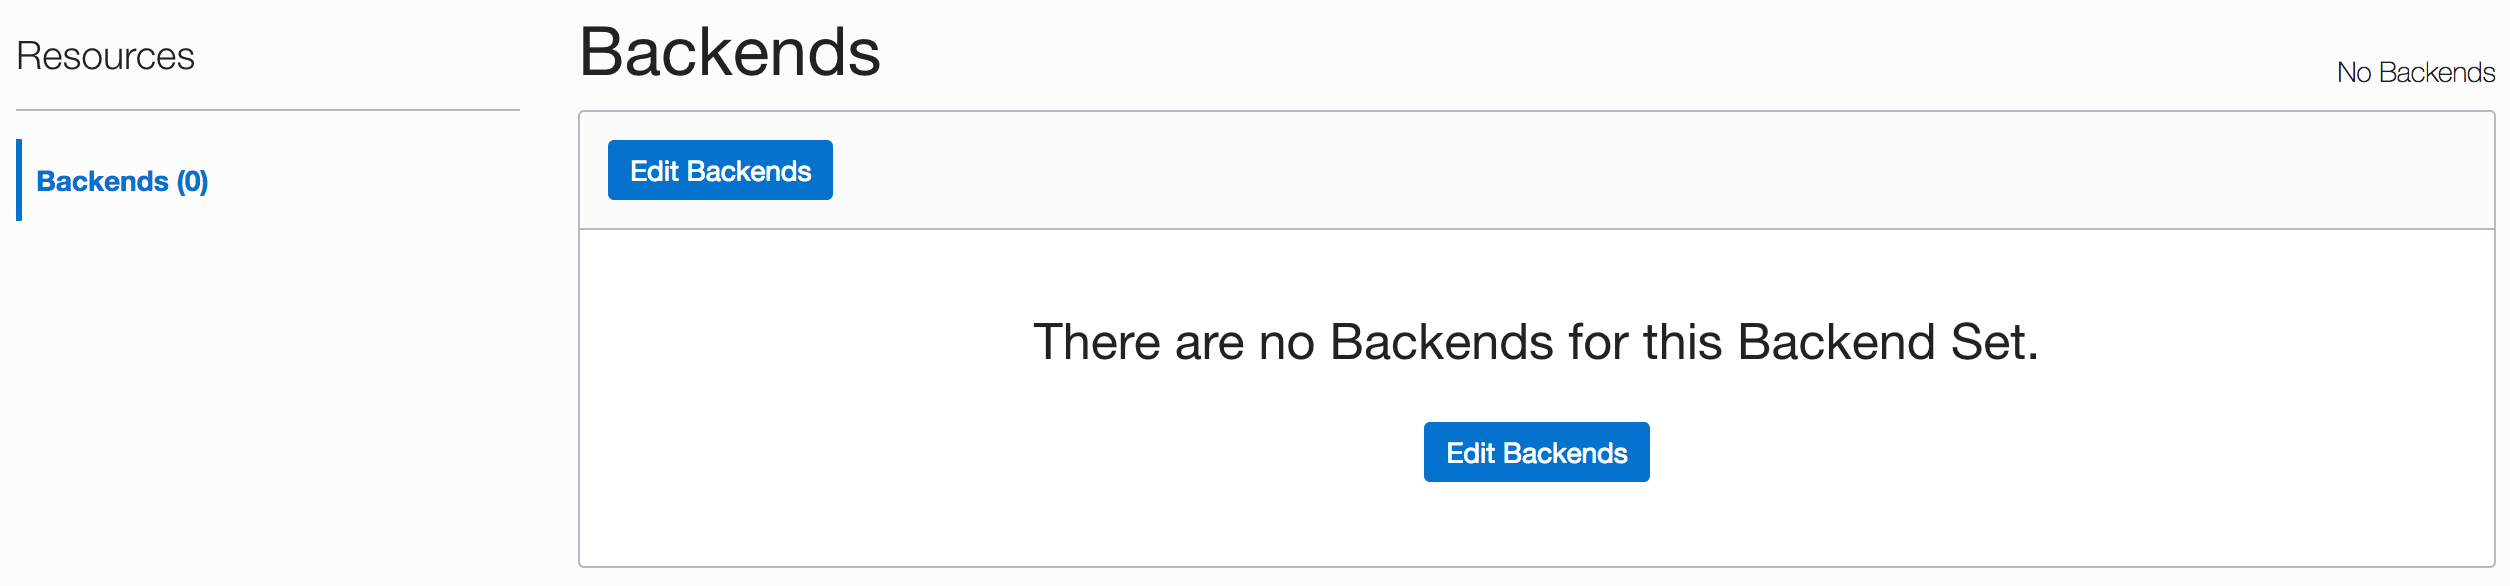 Resources
Backends (0)
Backends
No Backends
Edit Backends
There are no Backends for this Backend Set.
Edit Backends